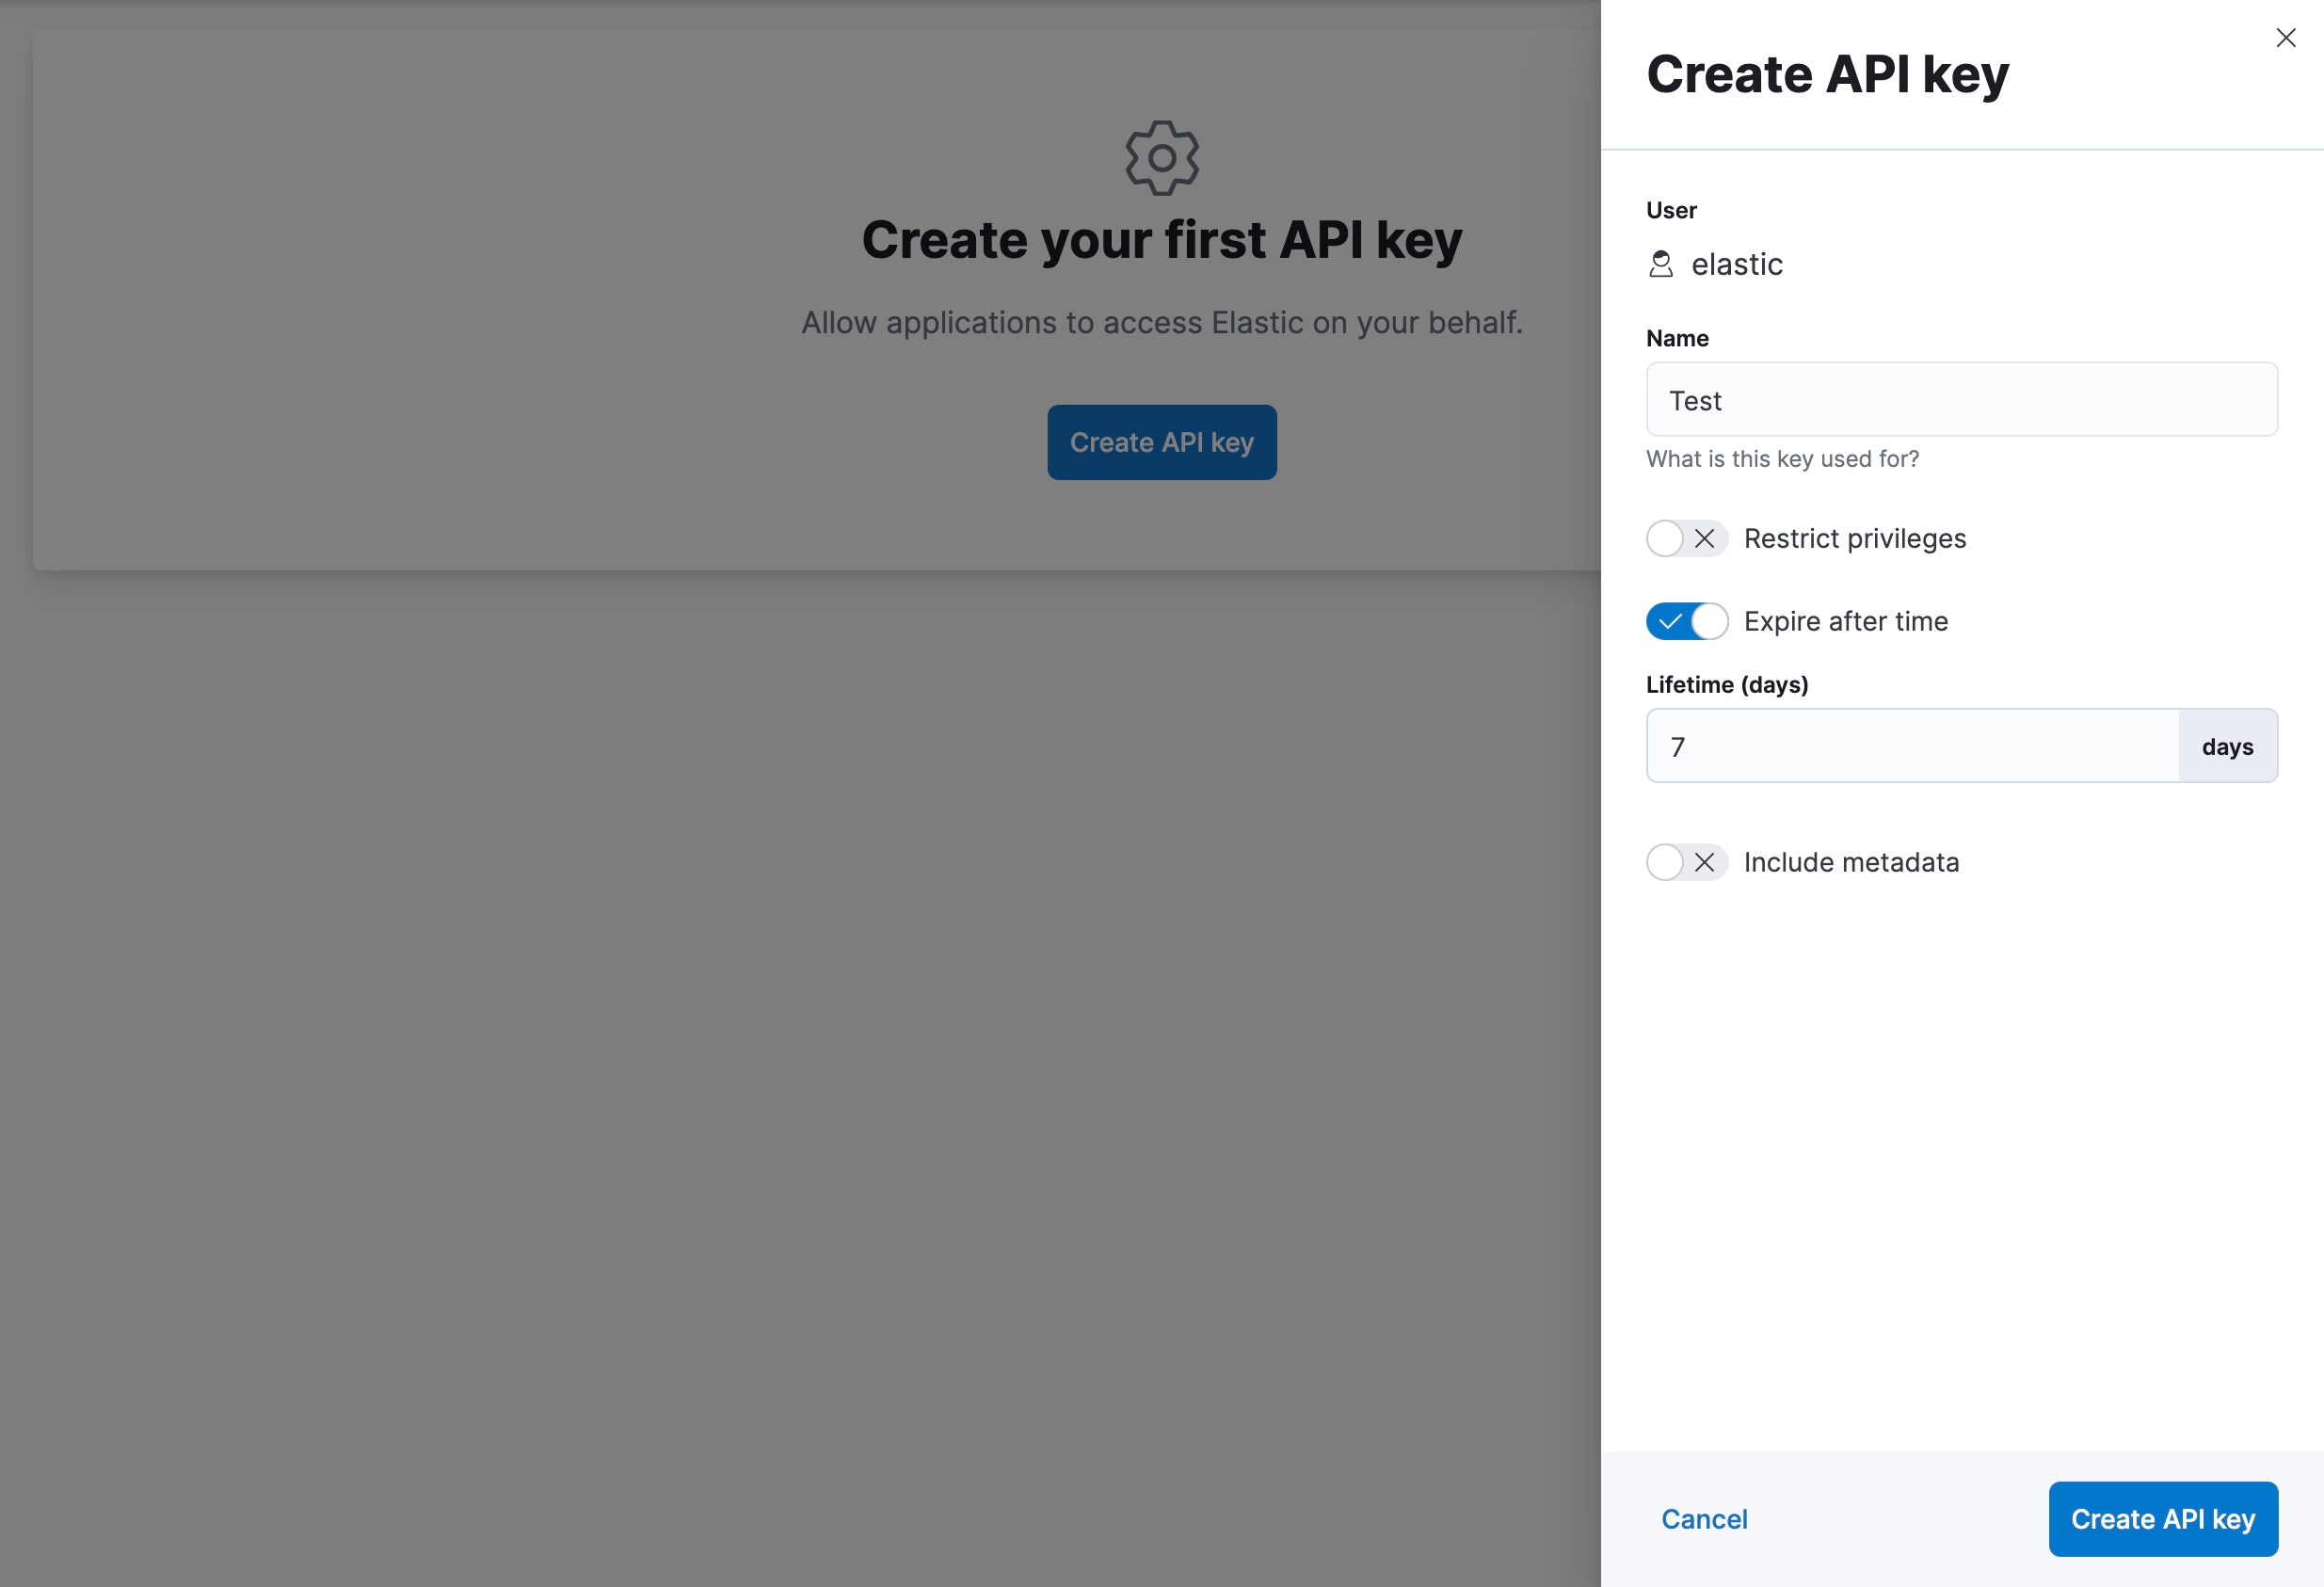 Create your first API key
Allow applications to access Elastic on your behalf.
Create API key
Create API key
User
elastic
Name
Test
What is this key used for?
Restrict privileges
Expire after time
Lifetime (days)
7 days
Include metadata
Cancel Create API key